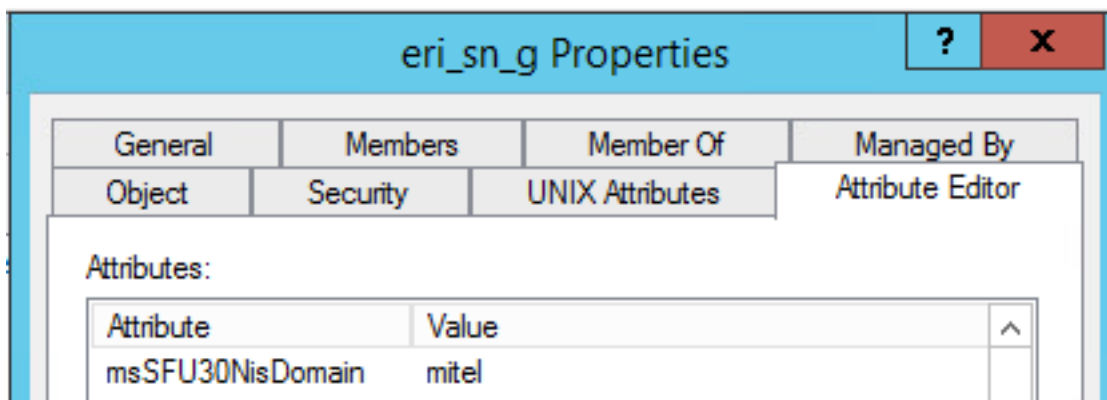 eri_sn_g Properties
? x
General Members Member Of Managed By
Object Security UNIX Attributes Attribute Editor
Attributes:
Attribute Value
msSFU30NisDomain mitel